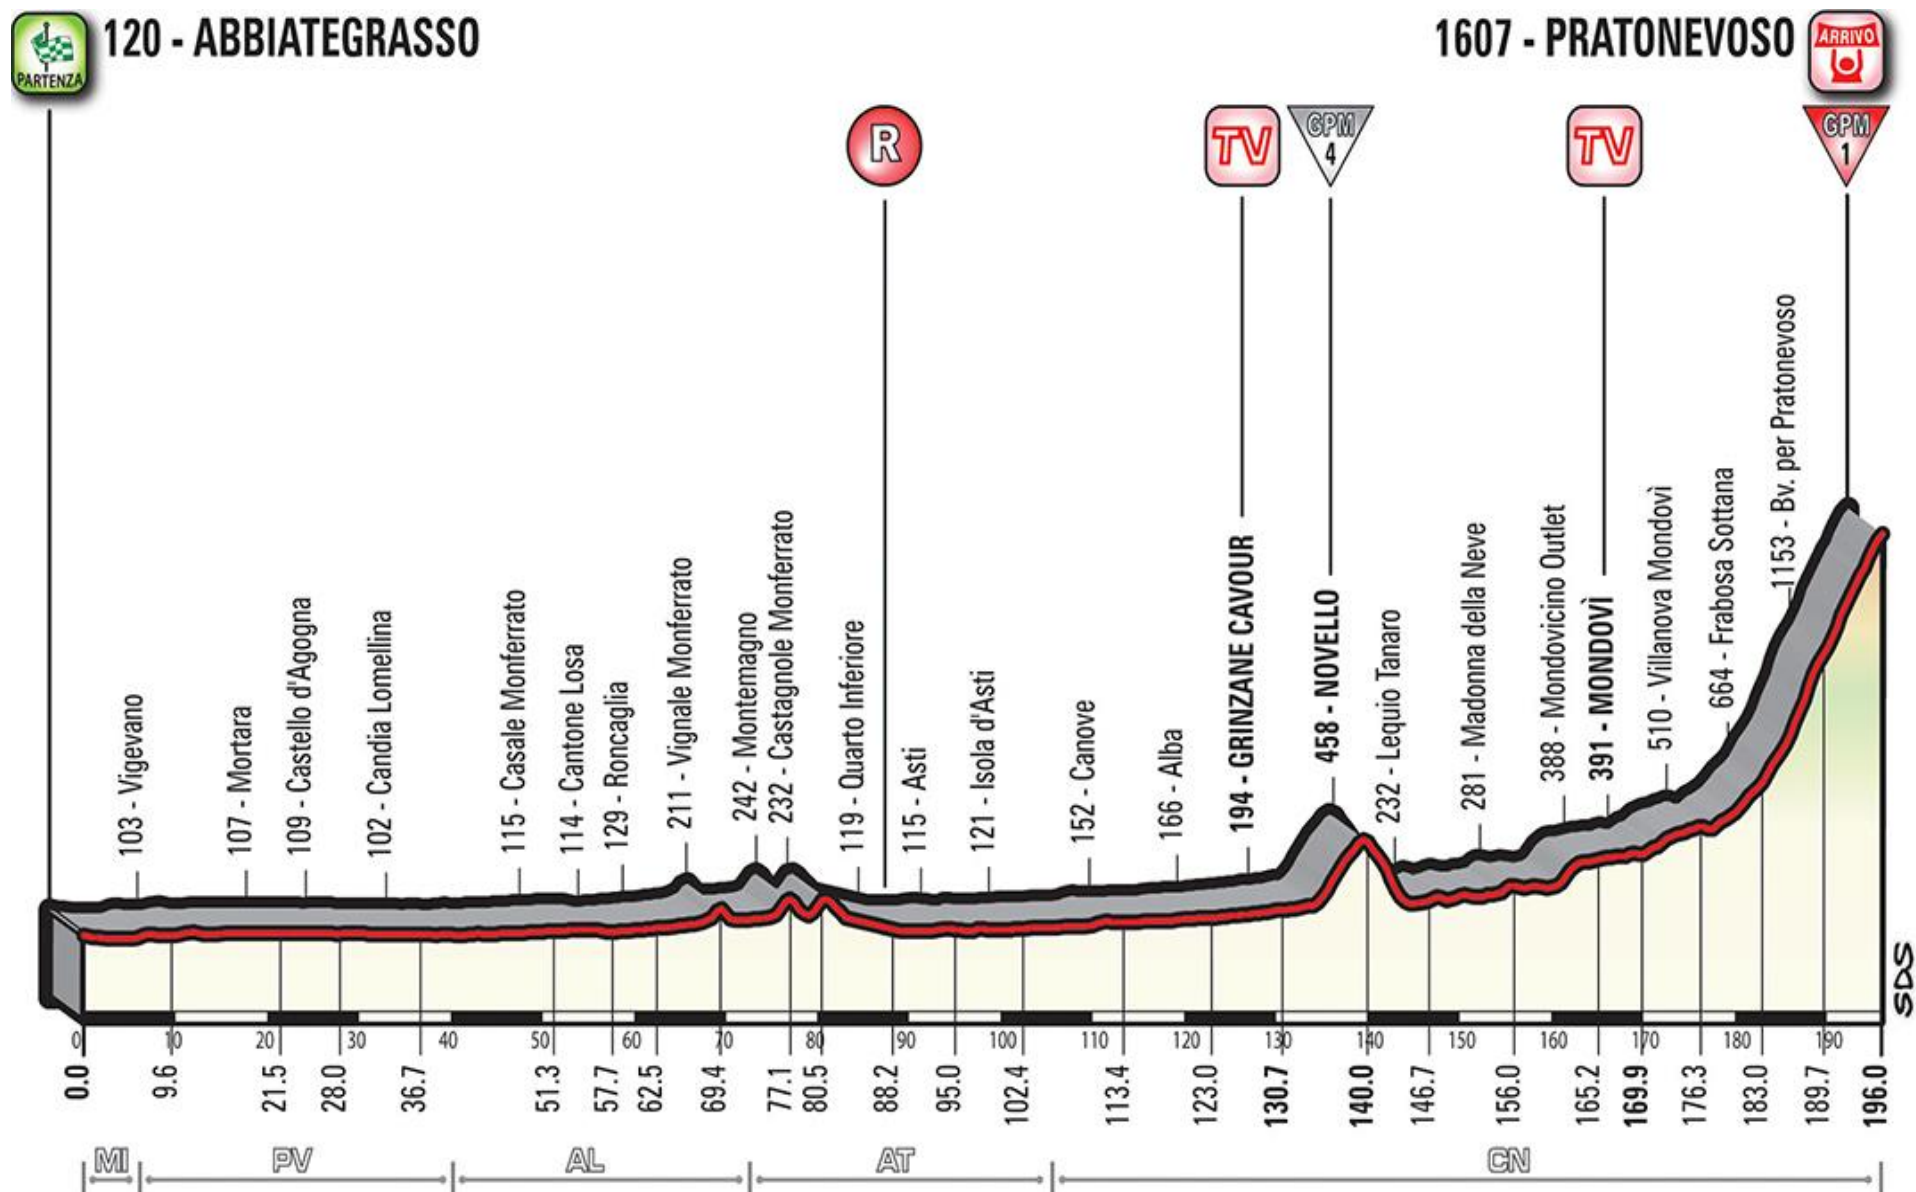 120 - ABBIATEGRASSO
1607 - PRATONEVOSO
PARTENZA
ARRIVO
R
TV
GPM
4
TV
GPM
1
103 - Vigevano
107 - Mortara
109 - Castello d'Agogna
102 - Candia Lomellina
115 - Casale Monferrato
114 - Cantone Losa
129 - Roncaglia
211 - Vignale Monferrato
242 - Montemagno
232 - Castagnole Monferrato
119 - Quarto Inferiore
115 - Asti
121 - Isola d'Asti
152 - Canove
166 - Alba
194 - GRINZANE CAVOUR
458 - NOVELLO
232 - Lequio Tanaro
281 - Madonna della Neve
388 - Mondovicino Outlet
391 - MONDOVÌ
510 - Villanova Mondovì
664 - Frabosa Sottana
1153 - Bv. per Pratonevoso
SDS
0 10 20 30 40 50 60 70 80 90 100 110 120 130 140 150 160 170 180 190
0.0 9.6 21.5 28.0 36.7 51.3 57.7 62.5 69.4 77.1 80.5 88.2 95.0 102.4 113.4 123.0 130.7 140.0 146.7 156.0 165.2 169.9 176.3 183.0 189.7 196.0
MI PV AL AT CN